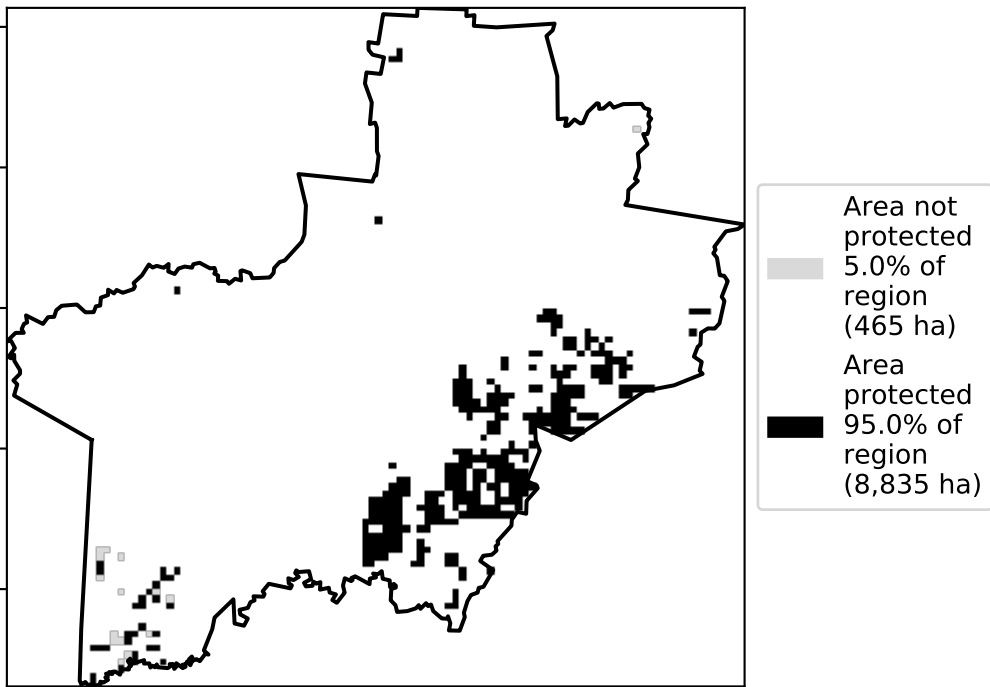 Area not
protected
5.0% of
region
(465 ha)
Area
protected
95.0% of
region
(8,835 ha)